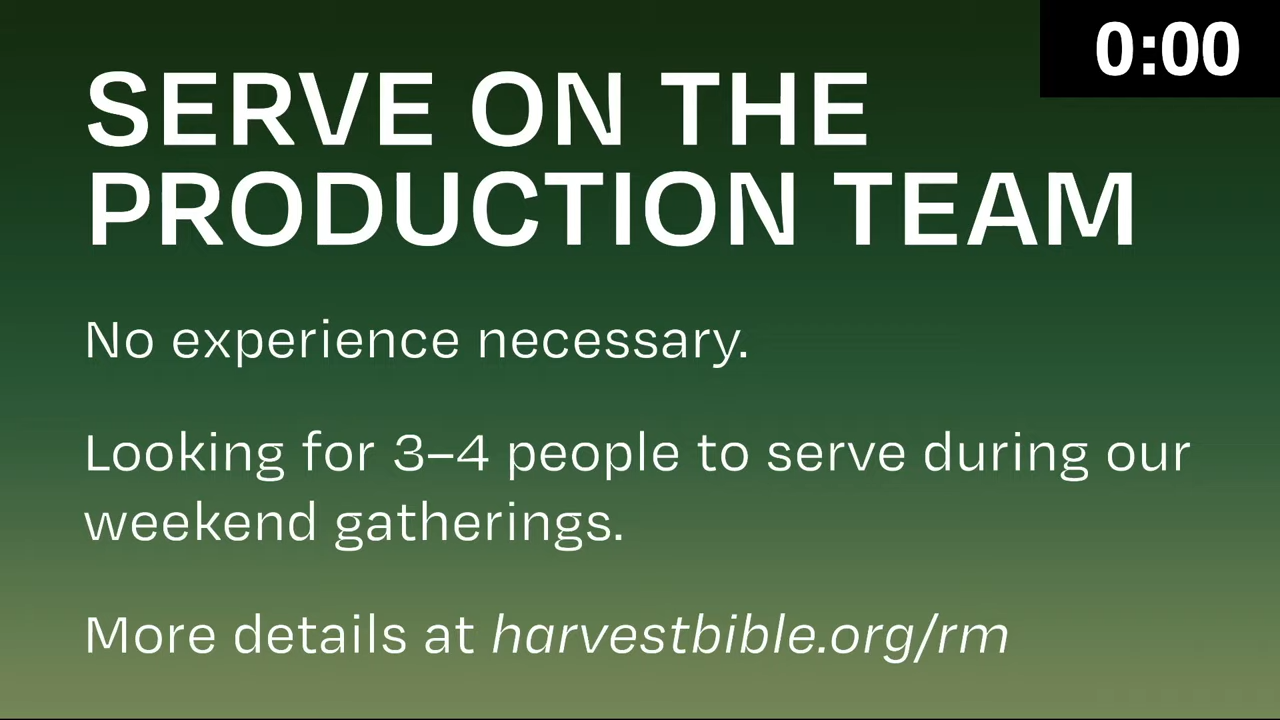 0:00
SERVE ON THE
PRODUCTION TEAM
No experience necessary.
Looking for 3–4 people to serve during our
weekend gatherings.
More details at harvestbible.org/rm